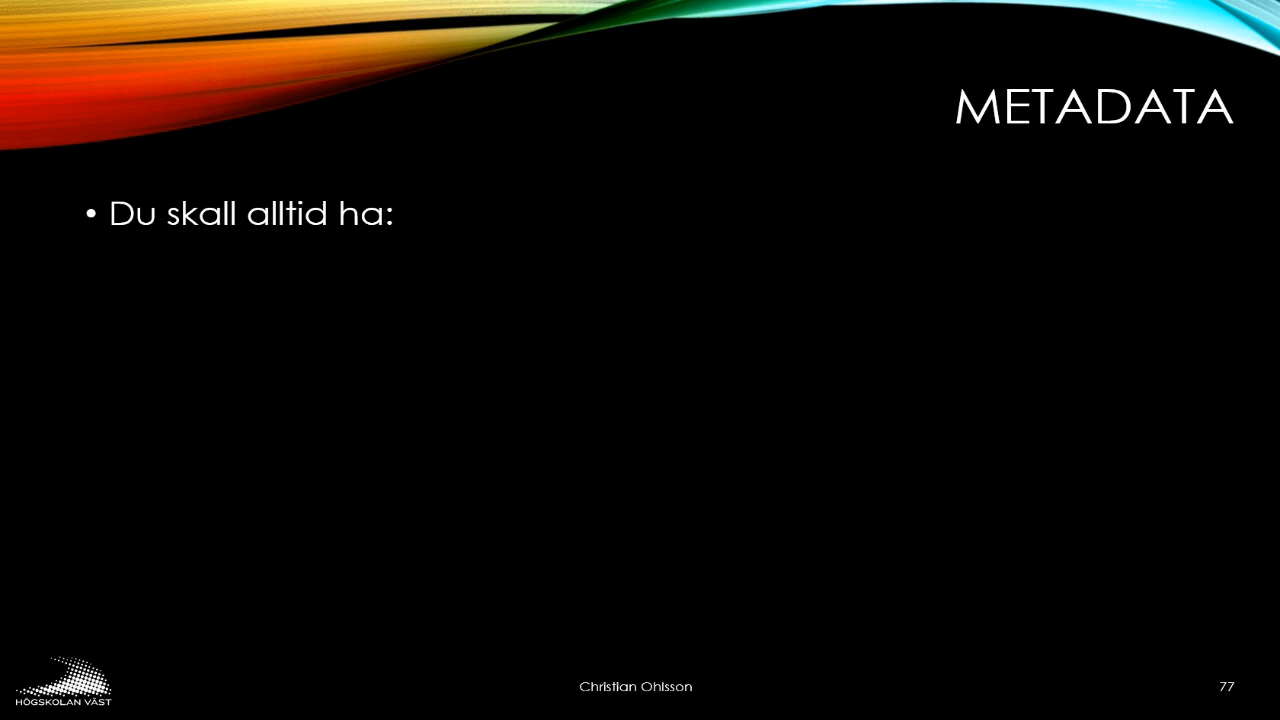 METADATA
• Du skall alltid ha:
HÖGSKOLAN VÄST
Christian Ohlsson
77